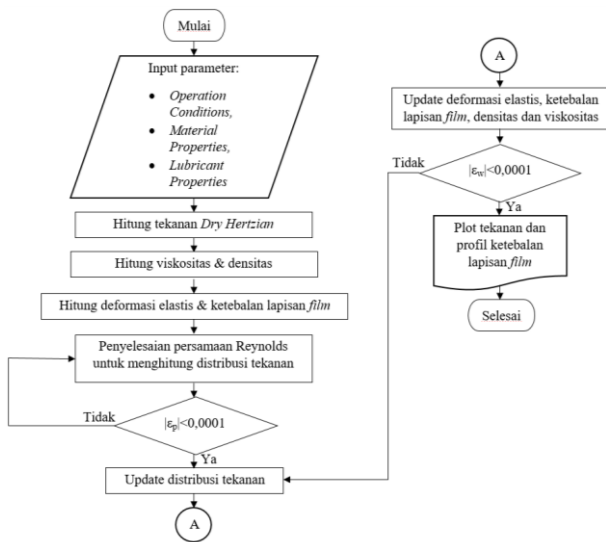 Mulai
Input parameter:
• Operation
Conditions,
• Material
Properties,
• Lubricant
Properties
Hitung tekanan Dry Hertzian
Hitung viskositas & densitas
Hitung deformasi elastis & ketebalan lapisan film
Penyelesaian persamaan Reynolds
untuk menghitung distribusi tekanan
Tidak
|εp|<0,0001
Ya
Update distribusi tekanan
A
A
Update deformasi elastis, ketebalan
lapisan film, densitas dan viskositas
Tidak
|εw|<0,0001
Ya
Plot tekanan dan
profil ketebalan
lapisan film
Selesai